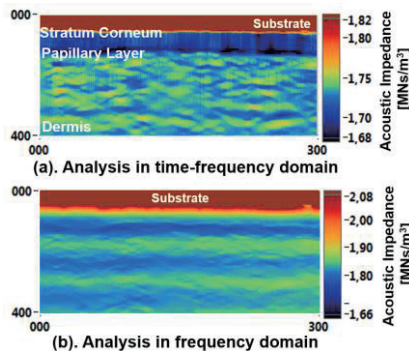 000
Substrate
Stratum Corneum
Papillary Layer
Dermis
400
000
300
-1,82
-1,75
-1,70
-1,68
Acoustic Impedance
[MNs/m³]
(a). Analysis in time-frequency domain
000
Substrate
400
000
300
-2,08
-2,00
-1,90
-1,80
-1,66
Acoustic Impedance
[MNs/m³]
(b). Analysis in frequency domain